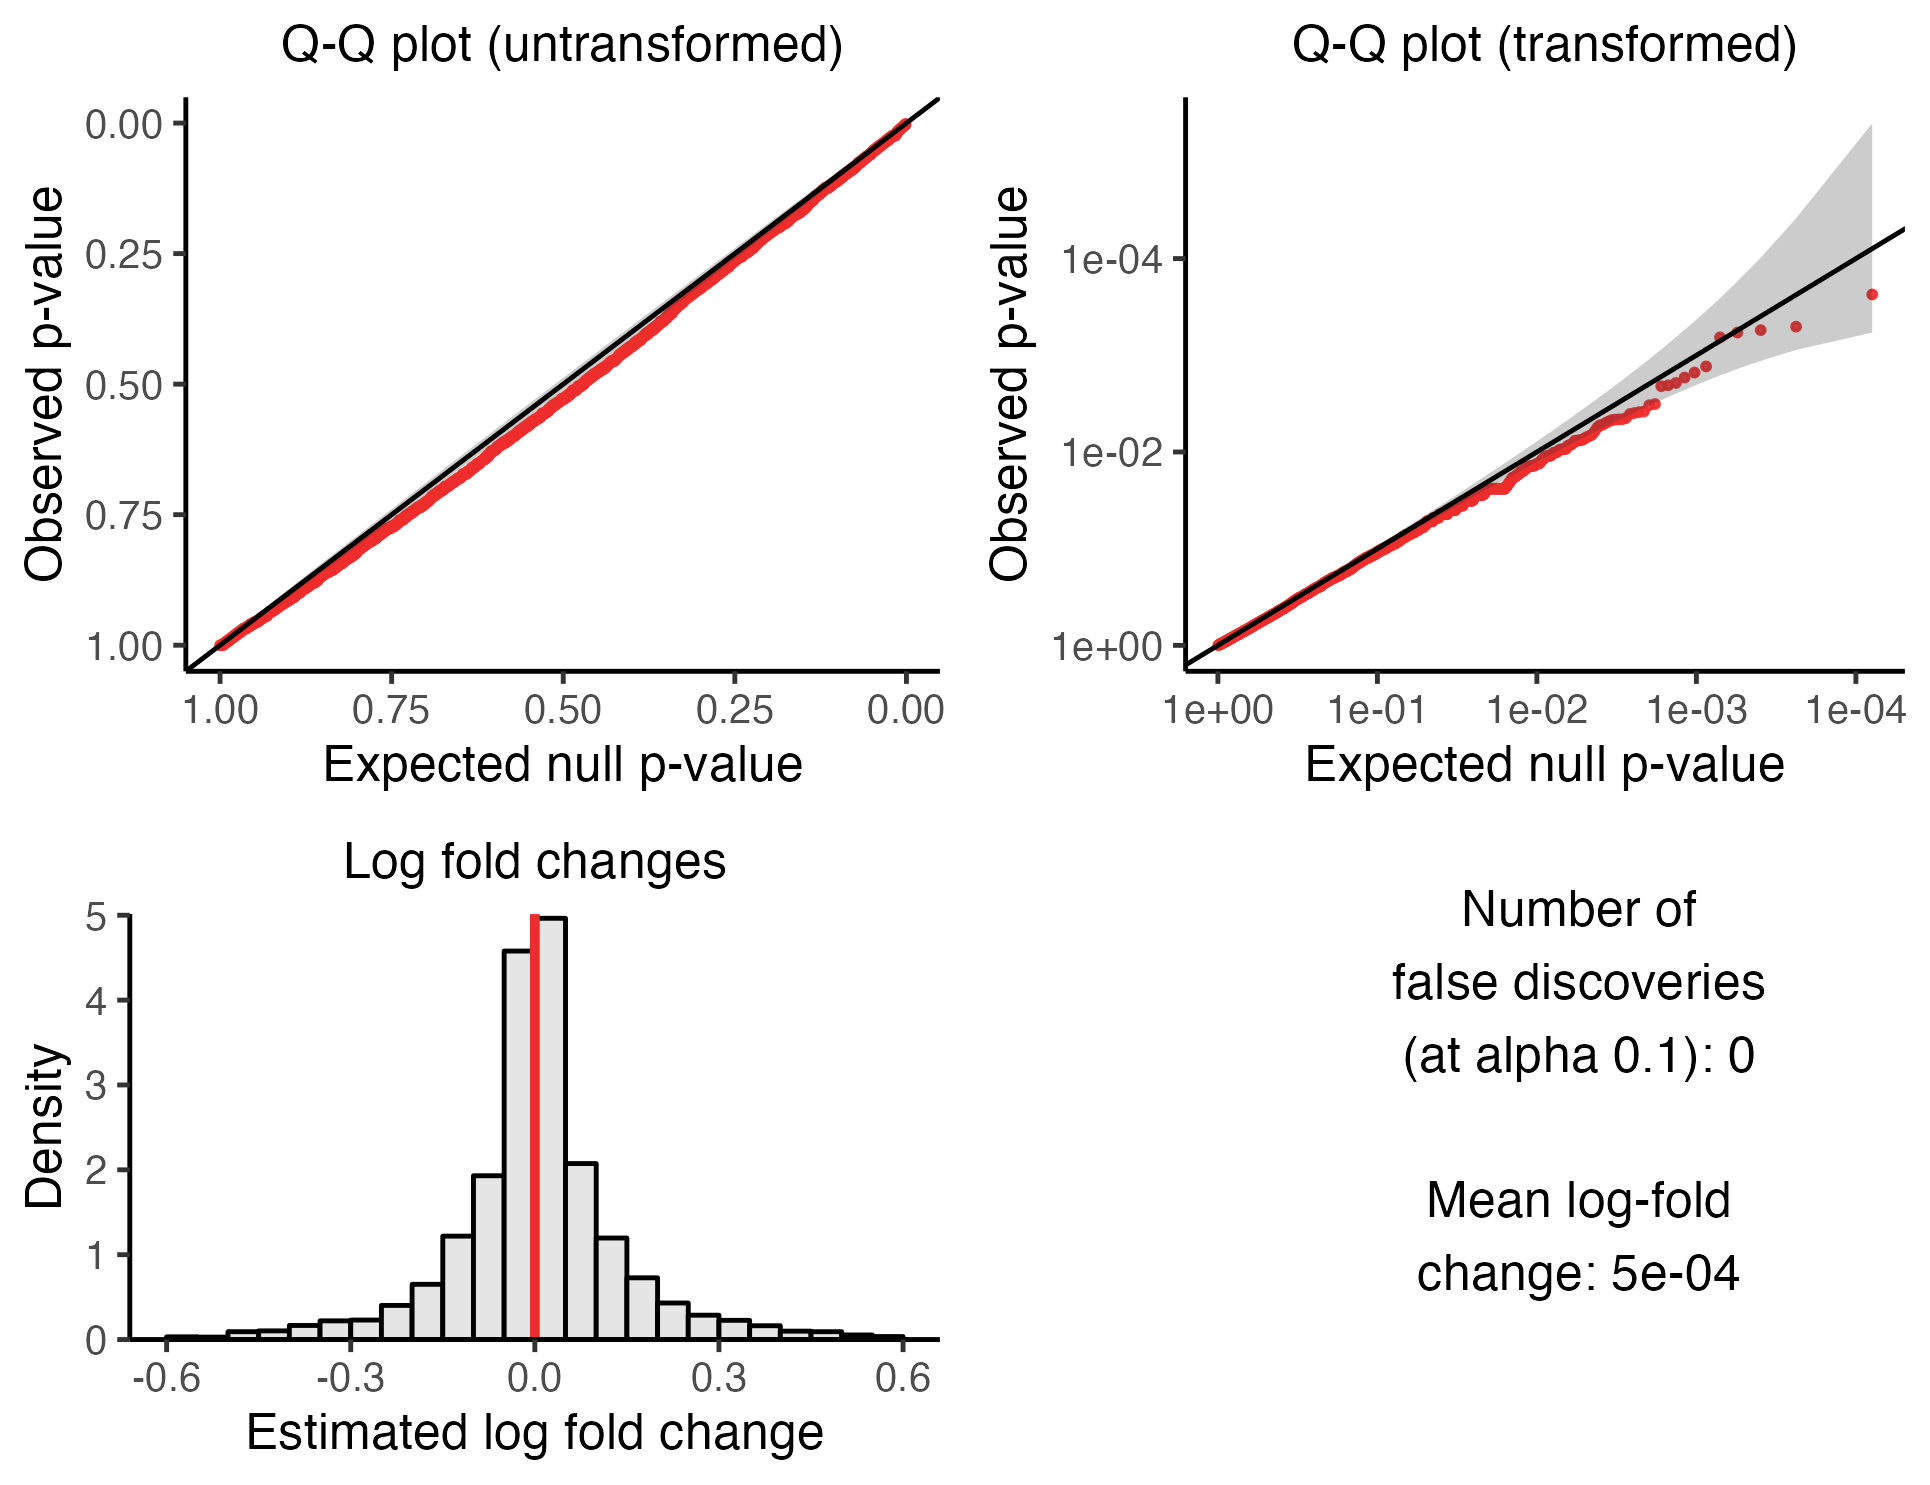 Q-Q plot (untransformed)
0.00
0.25
0.50
0.75
1.00
Observed p-value
1.00 0.75 0.50 0.25 0.00
Expected null p-value
Q-Q plot (transformed)
1e-04
1e-02
1e+00
Observed p-value
1e+00 1e-01 1e-02 1e-03 1e-04
Expected null p-value
Log fold changes
5
4
3
2
1
0
Density
-0.6 -0.3 0.0 0.3 0.6
Estimated log fold change
Number of
false discoveries
(at alpha 0.1): 0
Mean log-fold
change: 5e-04